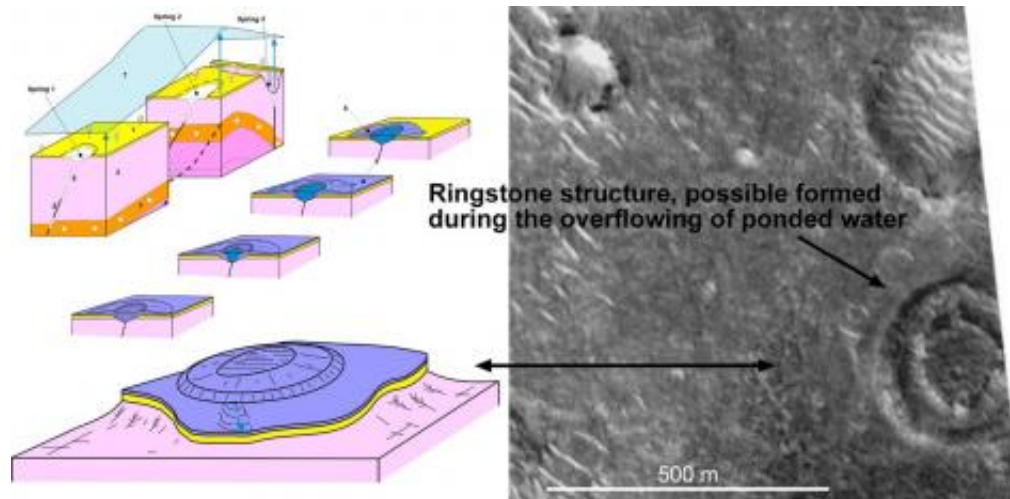 Spring 2
Spring 3
Spring 1
Ringstone structure, possible formed
during the overflowing of ponded water
500 m